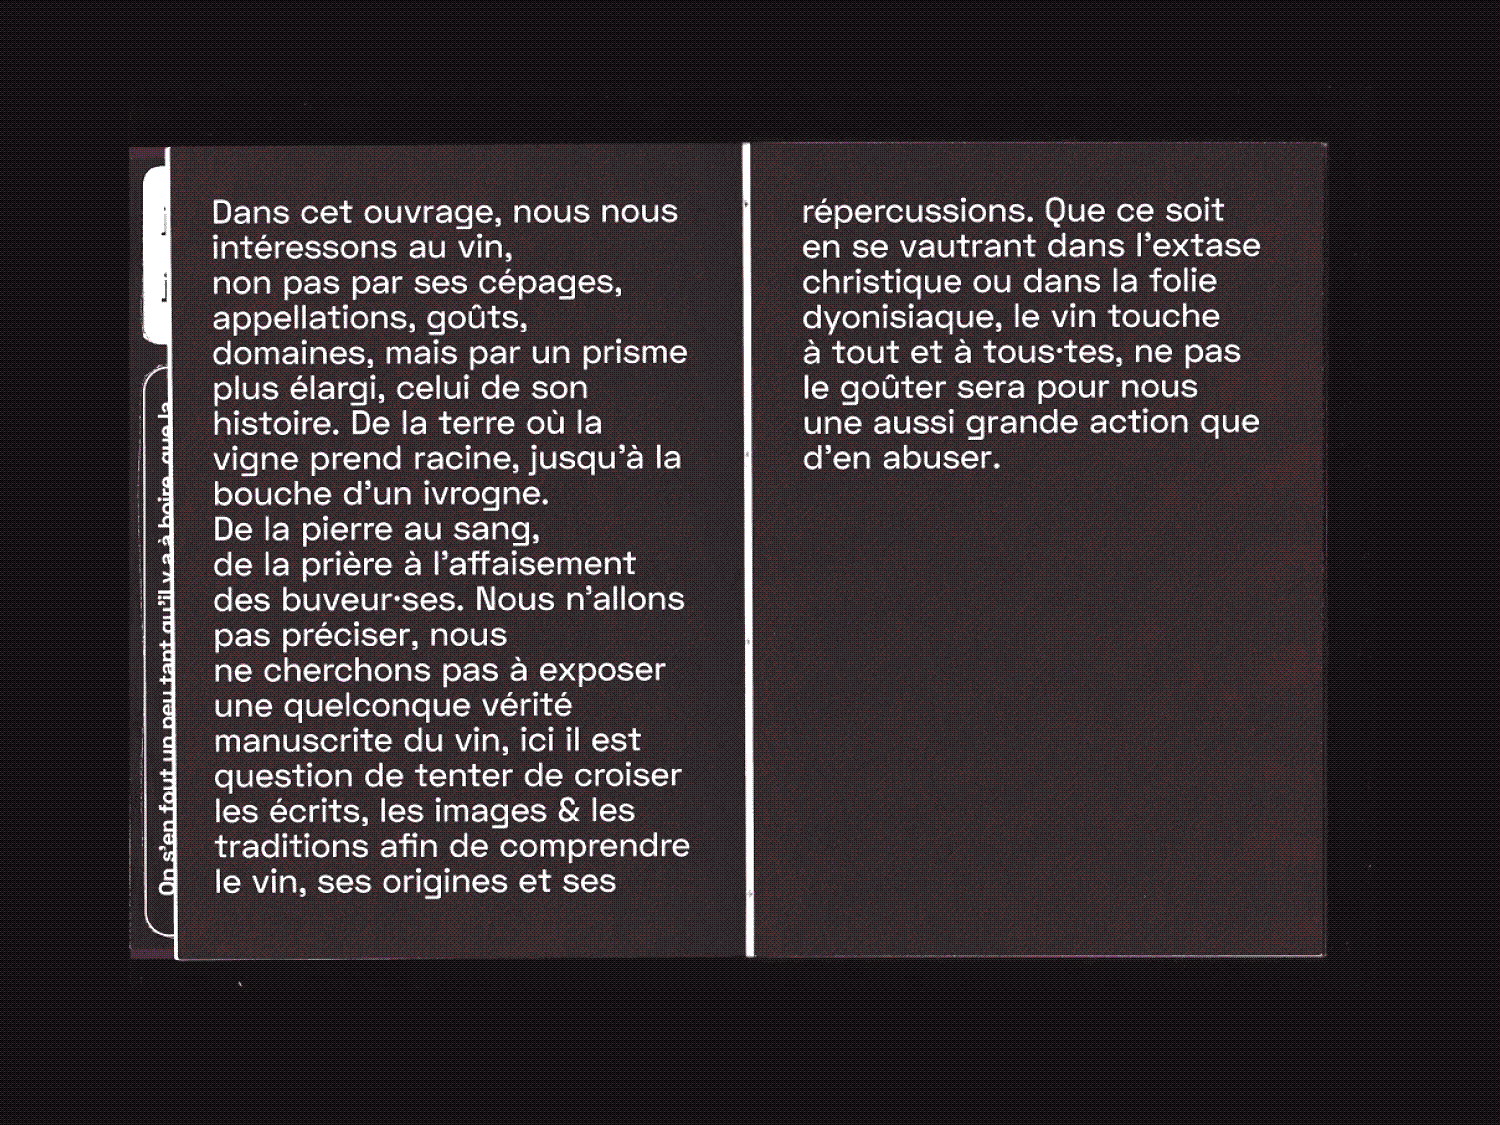 Dans cet ouvrage, nous nous
intéressons au vin,
non pas par ses cépages,
appellations, goûts,
domaines, mais par un prisme
plus élargi, celui de son
histoire. De la terre où la
vigne prend racine, jusqu’à la
bouche d’un ivrogne.
De la pierre au sang,
de la prière à l’affaisement
des buveur·ses. Nous n’allons
pas préciser, nous
ne cherchons pas à exposer
une quelconque vérité
manuscrite du vin, ici il est
question de tenter de croiser
les écrits, les images & les
traditions afin de comprendre
le vin, ses origines et ses
répercussions. Que ce soit
en se vautrant dans l’extase
christique ou dans la folie
dyonisiaque, le vin touche
à tout et à tous·tes, ne pas
le goûter sera pour nous
une aussi grande action que
d’en abuser.
On s’en fout un peu tant qu’il y a à boire, que la